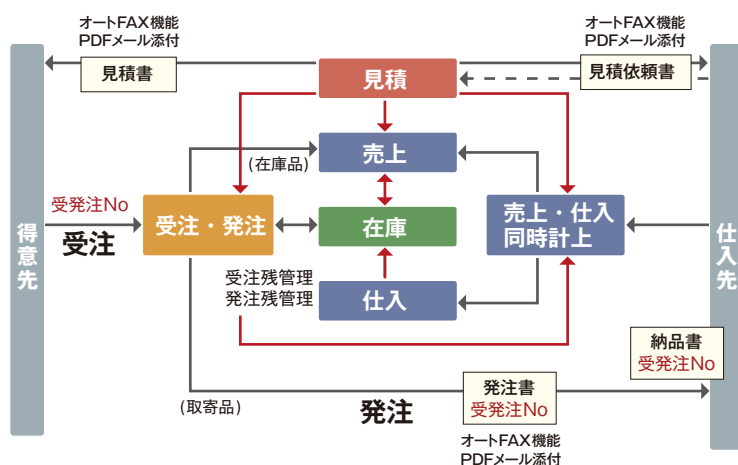 オートFAX機能
PDFメール添付
見積書
オートFAX機能
PDFメール添付
見積依頼書
見積
売上
(在庫品)
受発注No
受注
得意先
受注・発注
在庫
売上・仕入
同時計上
仕入先
受注残管理
発注残管理
仕入
納品書
受発注No
(取寄品)
発注
発注書
受発注No
オートFAX機能
PDFメール添付